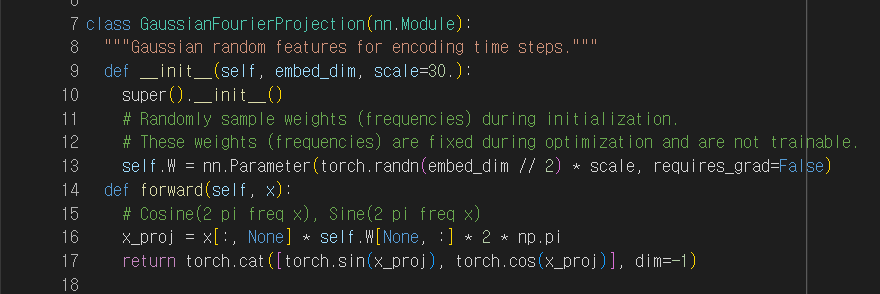 7 class GaussianFourierProjection(nn.Module):
8 """Gaussian random features for encoding time steps."""
9 def __init__(self, embed_dim, scale=30.):
10 super().__init__()
11 # Randomly sample weights (frequencies) during initialization.
12 # These weights (frequencies) are fixed during optimization and are not trainable.
13 self.W = nn.Parameter(torch.randn(embed_dim // 2) * scale, requires_grad=False)
14 def forward(self, x):
15 # Cosine(2 pi freq x), Sine(2 pi freq x)
16 x_proj = x[:, None] * self.W[None, :] * 2 * np.pi
17 return torch.cat([torch.sin(x_proj), torch.cos(x_proj)], dim=-1)
18